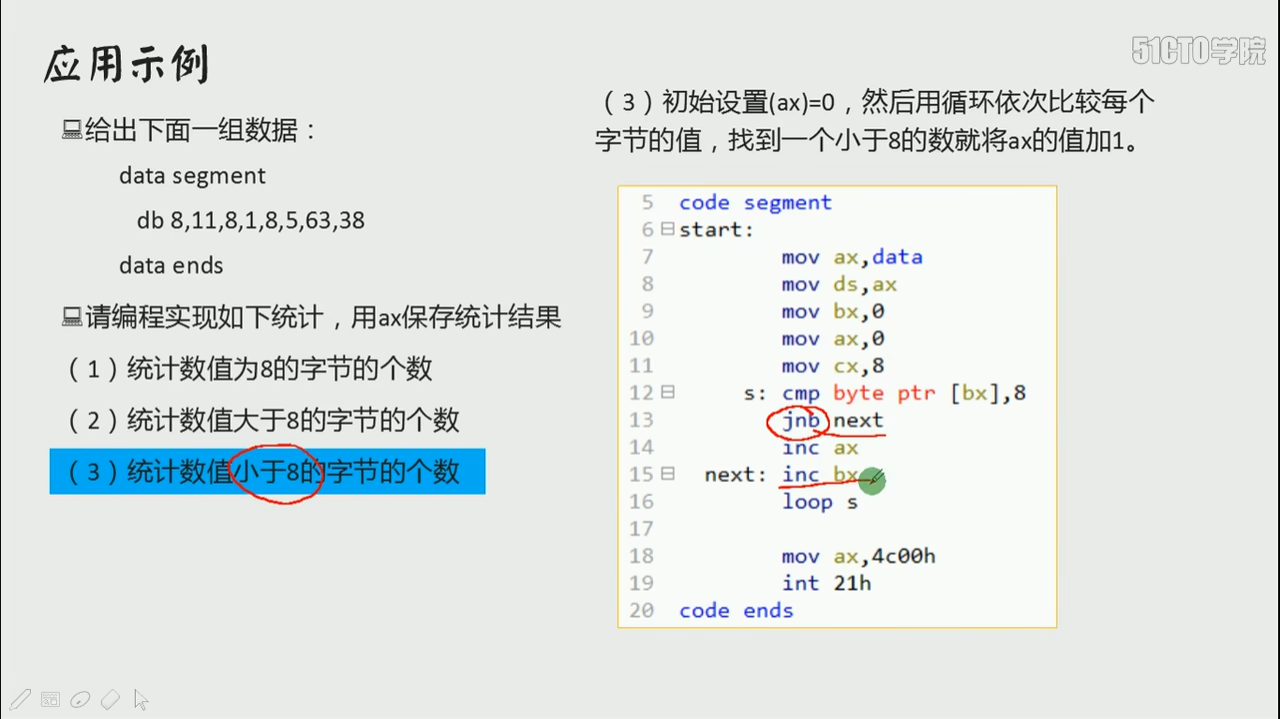 应用示例
51CTO学院
给出下面一组数据：
data segment
db 8,11,8,1,8,5,63,38
data ends
请编程实现如下统计，用ax保存统计结果
（1）统计数值为8的字节的个数
（2）统计数值大于8的字节的个数
（3）统计数值小于8的字节的个数
（3）初始设置(ax)=0，然后用循环依次比较每个
字节的值，找到一个小于8的数就将ax的值加1。
5 code segment
6 start:
7 mov ax,data
8 mov ds,ax
9 mov bx,0
10 mov ax,0
11 mov cx,8
12 s: cmp byte ptr [bx],8
13 jnb next
14 inc ax
15 next: inc bx
16 loop s
17
18 mov ax,4c00h
19 int 21h
20 code ends